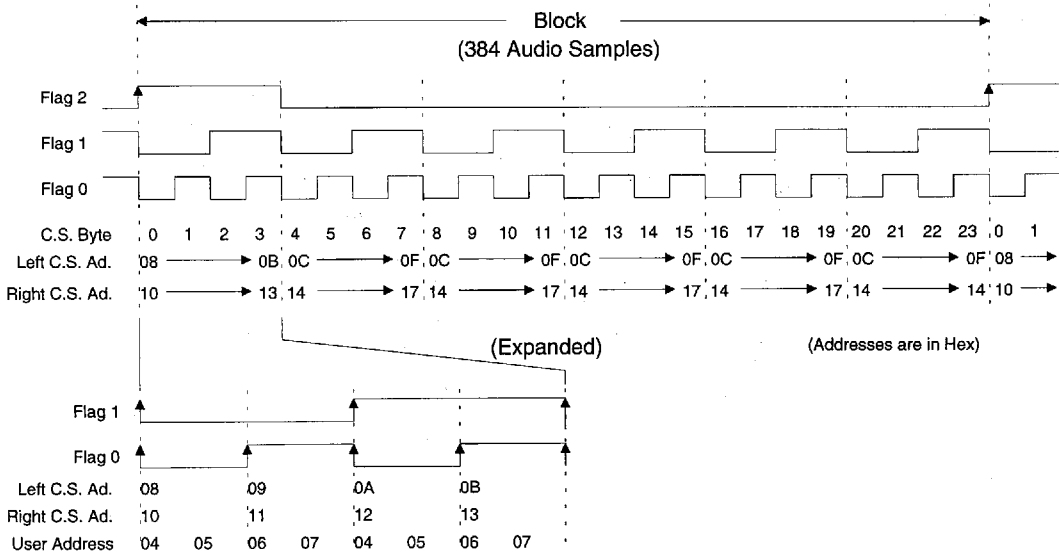 Block
(384 Audio Samples)
Flag 2
Flag 1
Flag 0
C.S. Byte 0 1 2 3 4 5 6 7 8 9 10 11 12 13 14 15 16 17 18 19 20 21 22 23 0 1
Left C.S. Ad. 08 0B 0C 0F 0C 0F 0C 0F 0C 0F 0C 0F 08
Right C.S. Ad. 10 13 14 17 14 17 14 17 14 17 14 14 10
(Expanded)
(Addresses are in Hex)
Flag 1
Flag 0
Left C.S. Ad. 08 09 0A 0B
Right C.S. Ad. 10 11 12 13
User Address 04 05 06 07 04 05 06 07